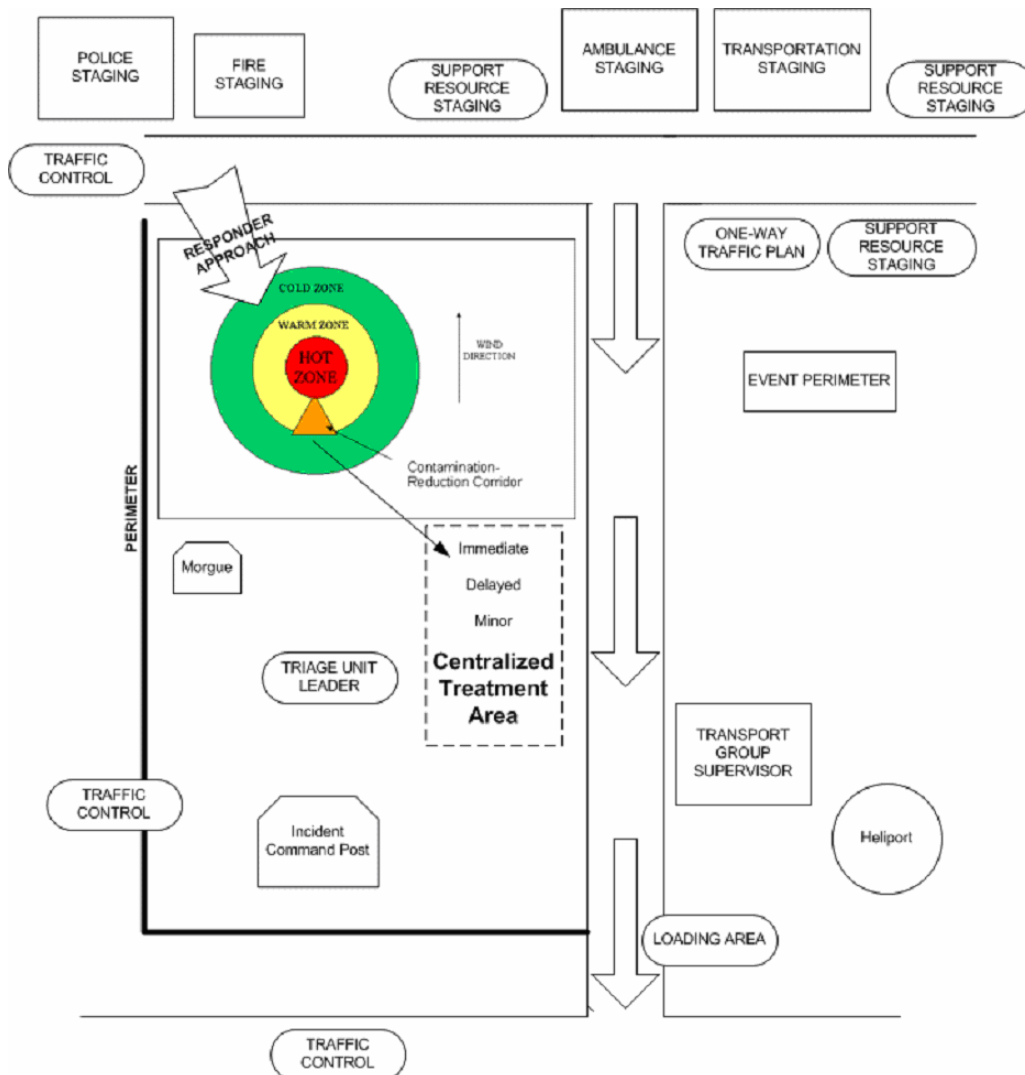 POLICE
STAGING
FIRE
STAGING
SUPPORT
RESOURCE
STAGING
AMBULANCE
STAGING
TRANSPORTATION
STAGING
SUPPORT
RESOURCE
STAGING
TRAFFIC
CONTROL
RESPONDER
APPROACH
ONE-WAY
TRAFFIC PLAN
SUPPORT
RESOURCE
STAGING
COLD ZONE
WARM ZONE
HOT
ZONE
WIND
DIRECTION
EVENT PERIMETER
Contamination-
Reduction Corridor
PERIMETER
Morgue
Immediate
Delayed
Minor
Centralized
Treatment
Area
TRIAGE UNIT
LEADER
TRANSPORT
GROUP
SUPERVISOR
TRAFFIC
CONTROL
Incident
Command Post
Heliport
LOADING AREA
TRAFFIC
CONTROL